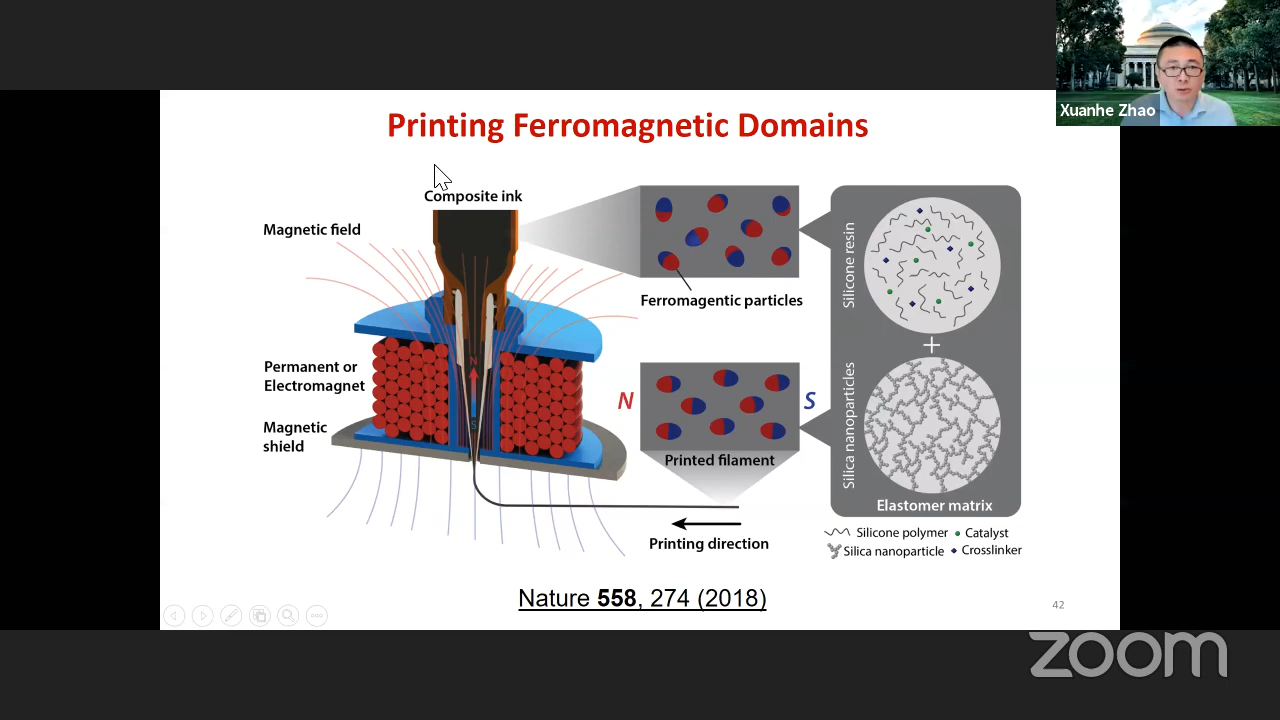 Xuanhe Zhao
Printing Ferromagnetic Domains
Composite ink
Magnetic field
Ferromagentic particles
Permanent or
Electromagnet
Magnetic
shield
N
S
N
S
Printed filament
Printing direction
Silicone resin
+
Silica nanoparticles
Elastomer matrix
Silicone polymer
Catalyst
Silica nanoparticle
Crosslinker
Nature 558, 274 (2018)
42
zoom